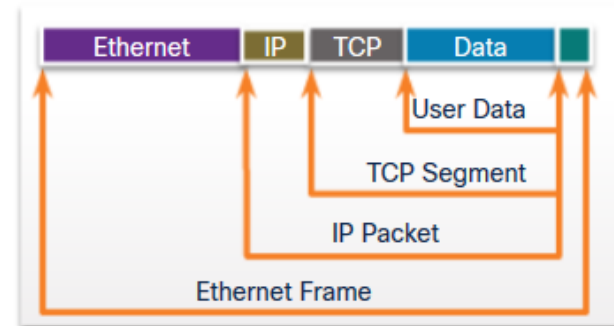 Ethernet IP TCP Data
User Data
TCP Segment
IP Packet
Ethernet Frame